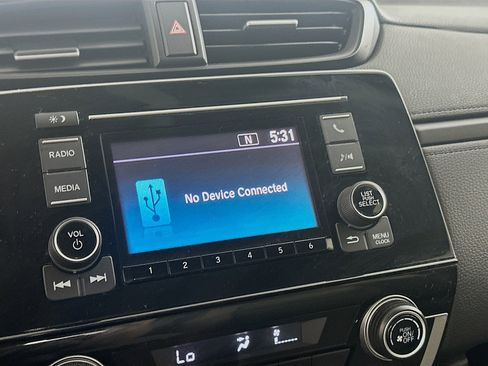 N 5:31
RADIO
No Device Connected
MEDIA
LIST
PUSH
SELECT
VOL
MENU
CLOCK
1 2 3 4 5 6
PUSH
ON/
OFF
Lo